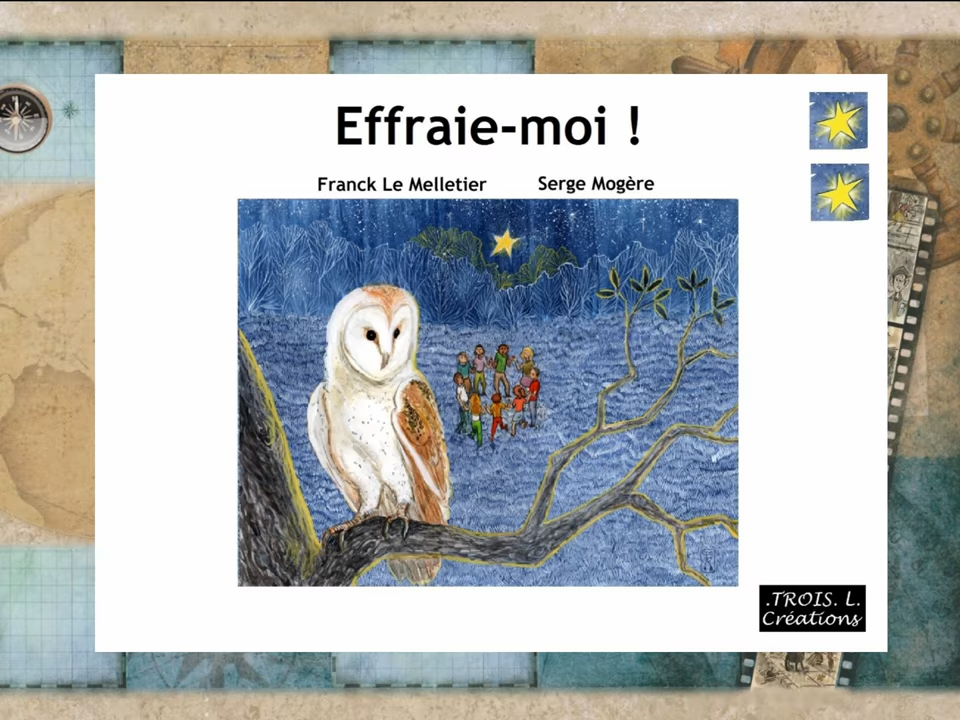 Effraie-moi !
Franck Le Melletier Serge Mogère
.TROIS. L.
Créations